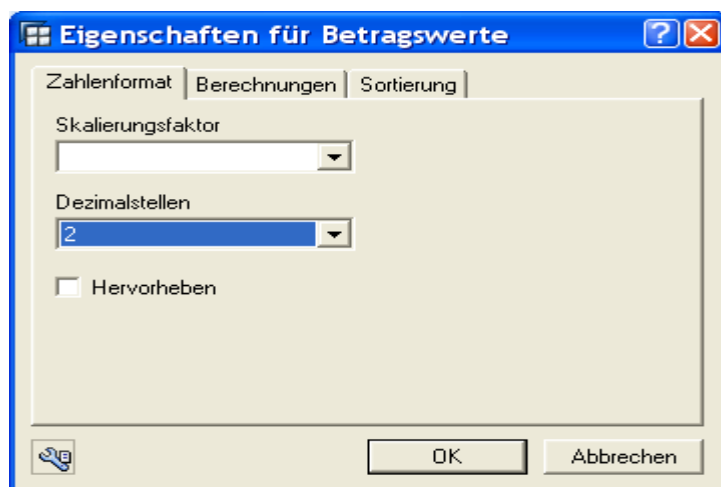 Eigenschaften für Betragswerte
Zahlenformat Berechnungen Sortierung
Skalierungsfaktor
Dezimalstellen
2
Hervorheben
OK Abbrechen